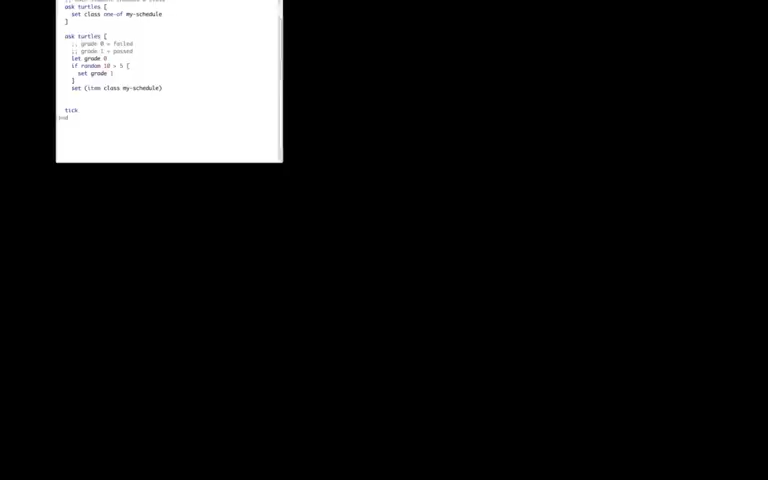 ask turtles [
set class one-of my-schedule
]
ask turtles [
;; grade 0 = failed
;; grade 1 = passed
let grade 0
if random 10 > 5 [
set grade 1
]
set (item class my-schedule)
tick
end